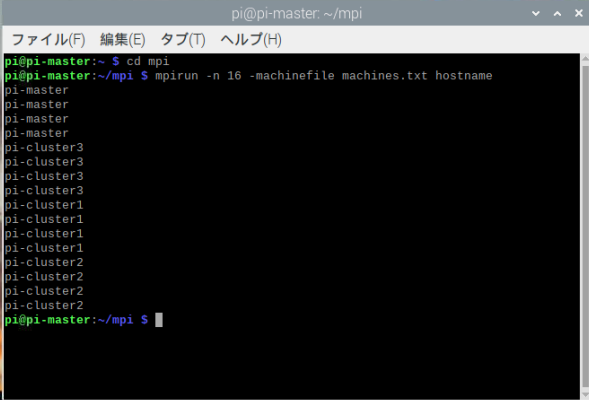 pi@pi-master: ~/mpi
ファイル(F) 編集(E) タブ(T) ヘルプ(H)
pi@pi-master:~ $ cd mpi
pi@pi-master:~/mpi $ mpirun -n 16 -machinefile machines.txt hostname
pi-master
pi-master
pi-master
pi-master
pi-cluster3
pi-cluster3
pi-cluster3
pi-cluster3
pi-cluster1
pi-cluster1
pi-cluster1
pi-cluster1
pi-cluster2
pi-cluster2
pi-cluster2
pi-cluster2
pi@pi-master:~/mpi $